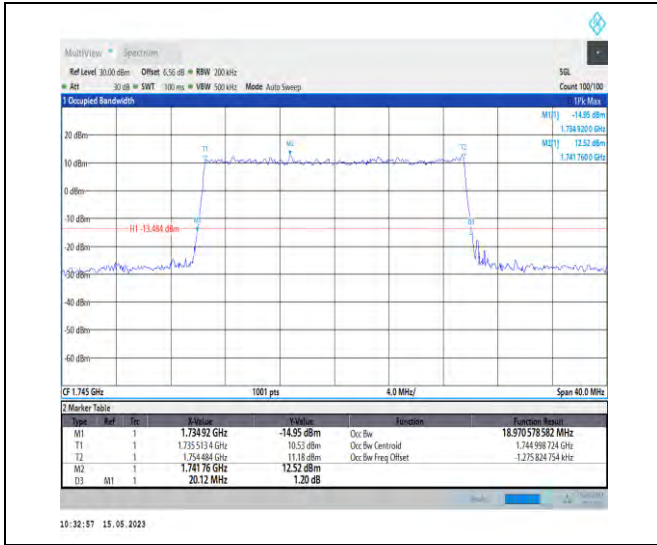 MultiView Spectrum
Ref Level 30.00 dBm Offset 6.56 dB RBW 200 kHz SGL
Att 30 dB SWT 100 ms VBW 500 kHz Mode Auto Sweep Count 100/100
1 Occupied Bandwidth 1Pk Max
M1[1] -14.95 dBm
1.734 920 0 GHz
M2[1] 12.52 dBm
1.741 760 0 GHz
20 dBm
T1 M2 T2
10 dBm
0 dBm
-10 dBm
M1 D3
H1 -13.484 dBm
-30 dBm
-40 dBm
-50 dBm
-60 dBm
CF 1.745 GHz 1001 pts 4.0 MHz/ Span 40.0 MHz
2 Marker Table
Type Ref Trc X-Value Y-Value Function Function Result
M1 1 1.734 92 GHz -14.95 dBm Occ Bw 18.970 578 582 MHz
T1 1 1.735 513 4 GHz 10.53 dBm Occ Bw Centroid 1.744 998 724 GHz
T2 1 1.754 484 GHz 11.18 dBm Occ Bw Freq Offset -1.275 824 754 kHz
M2 1 1.741 76 GHz 12.52 dBm
D3 M1 1 20.12 MHz 1.20 dB
10:32:57 15.05.2023